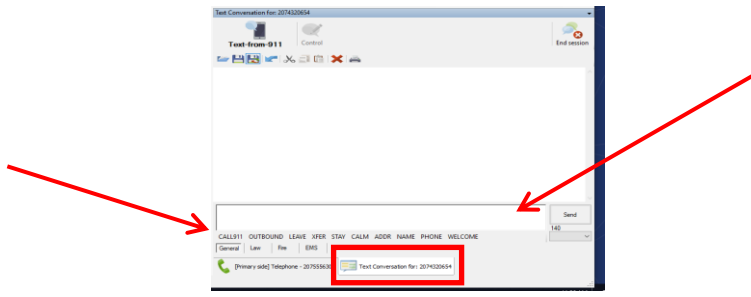 Text Conversation for: 2074320654
Text-from-911
Control
End session
Send
140
CALL911 OUTBOUND LEAVE XFER STAY CALM ADDR NAME PHONE WELCOME
General Law Fire EMS
[Primary side] Telephone - 207555630
Text Conversation for: 2074320654